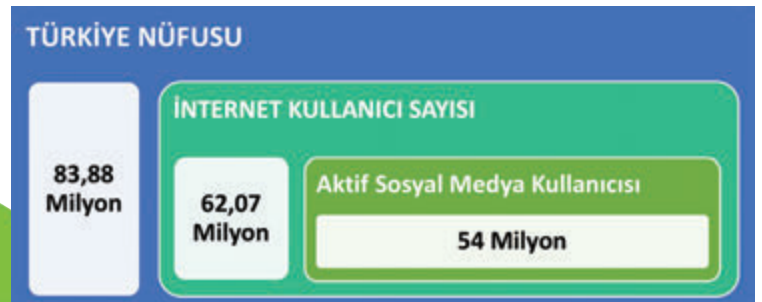 TÜRKİYE NÜFUSU
83,88
Milyon
İNTERNET KULLANICI SAYISI
62,07
Milyon
Aktif Sosyal Medya Kullanıcısı
54 Milyon